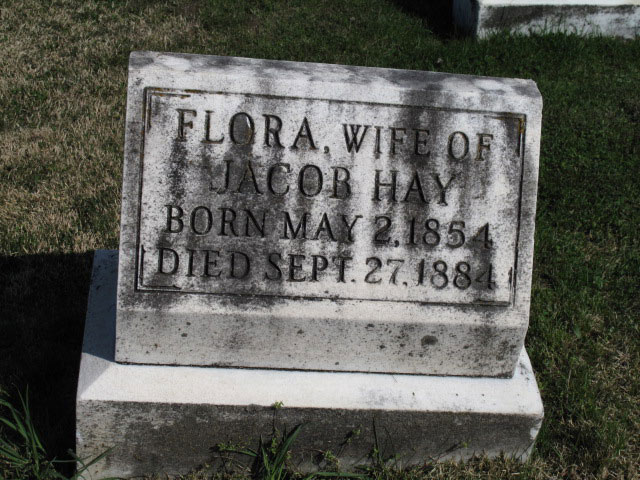 FLORA, WIFE OF
JACOB HAY
BORN MAY 2, 1854
DIED SEPT. 27, 1884